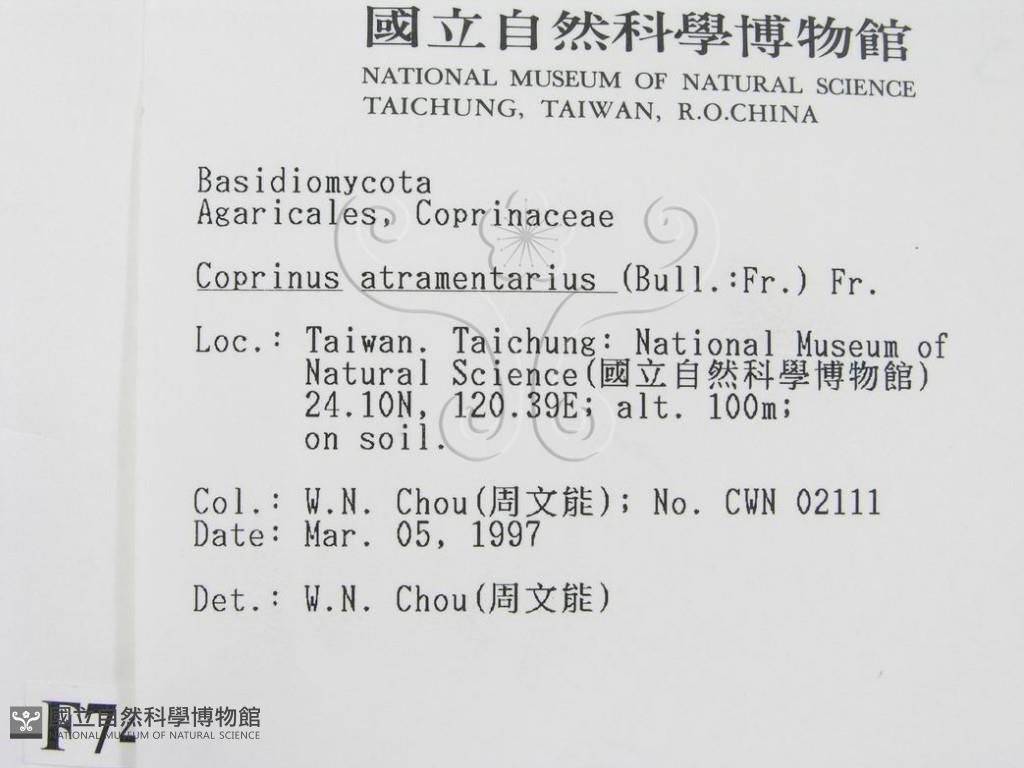 國立自然科學博物館
NATIONAL MUSEUM OF NATURAL SCIENCE
TAICHUNG, TAIWAN, R.O.CHINA
Basidiomycota
Agaricales, Coprinaceae
Coprinus atramentarius (Bull.:Fr.) Fr.
Loc.: Taiwan. Taichung: National Museum of
Natural Science(國立自然科學博物館)
24.10N, 120.39E; alt. 100m;
on soil.
Col.: W.N. Chou(周文能); No. CWN 02111
Date: Mar. 05, 1997
Det.: W.N. Chou(周文能)
國立自然科學博物館
NATIONAL MUSEUM OF NATURAL SCIENCE
F7